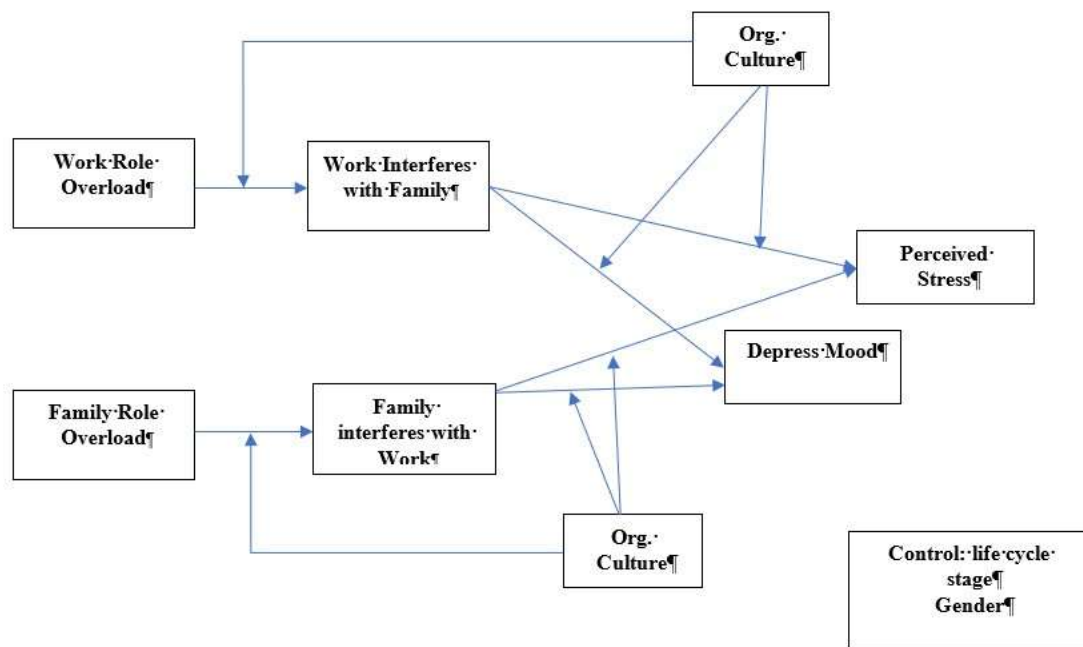 Org.·
Culture¶
Work·Role·
Overload¶
Work·Interferes·
with·Family¶
Perceived·
Stress¶
Depress·Mood¶
Family·Role·
Overload¶
Family·
interferes·with·
Work¶
Org.·
Culture¶
Control:·life·cycle·
stage¶
Gender¶